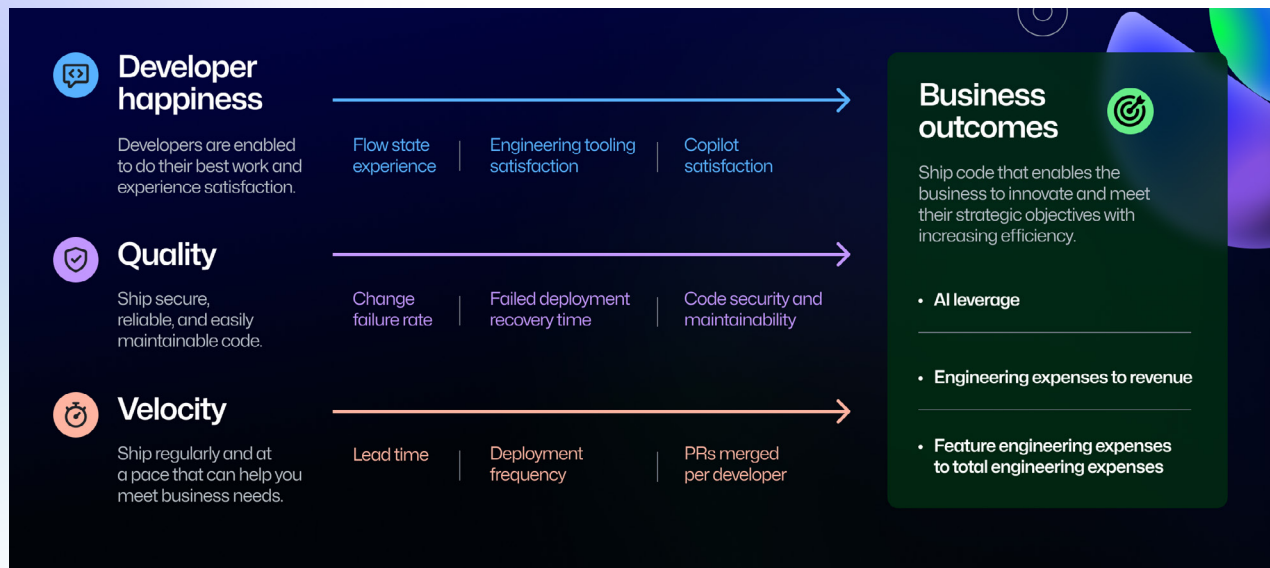 Developer
happiness
Developers are enabled
to do their best work and
experience satisfaction.
Flow state
experience
Engineering tooling
satisfaction
Copilot
satisfaction
Quality
Ship secure,
reliable, and easily
maintainable code.
Change
failure rate
Failed deployment
recovery time
Code security and
maintainability
Velocity
Ship regularly and at
a pace that can help you
meet business needs.
Lead time
Deployment
frequency
PRs merged
per developer
Business
outcomes
Ship code that enables the
business to innovate and meet
their strategic objectives with
increasing efficiency.
• AI leverage
• Engineering expenses to revenue
• Feature engineering expenses
to total engineering expenses